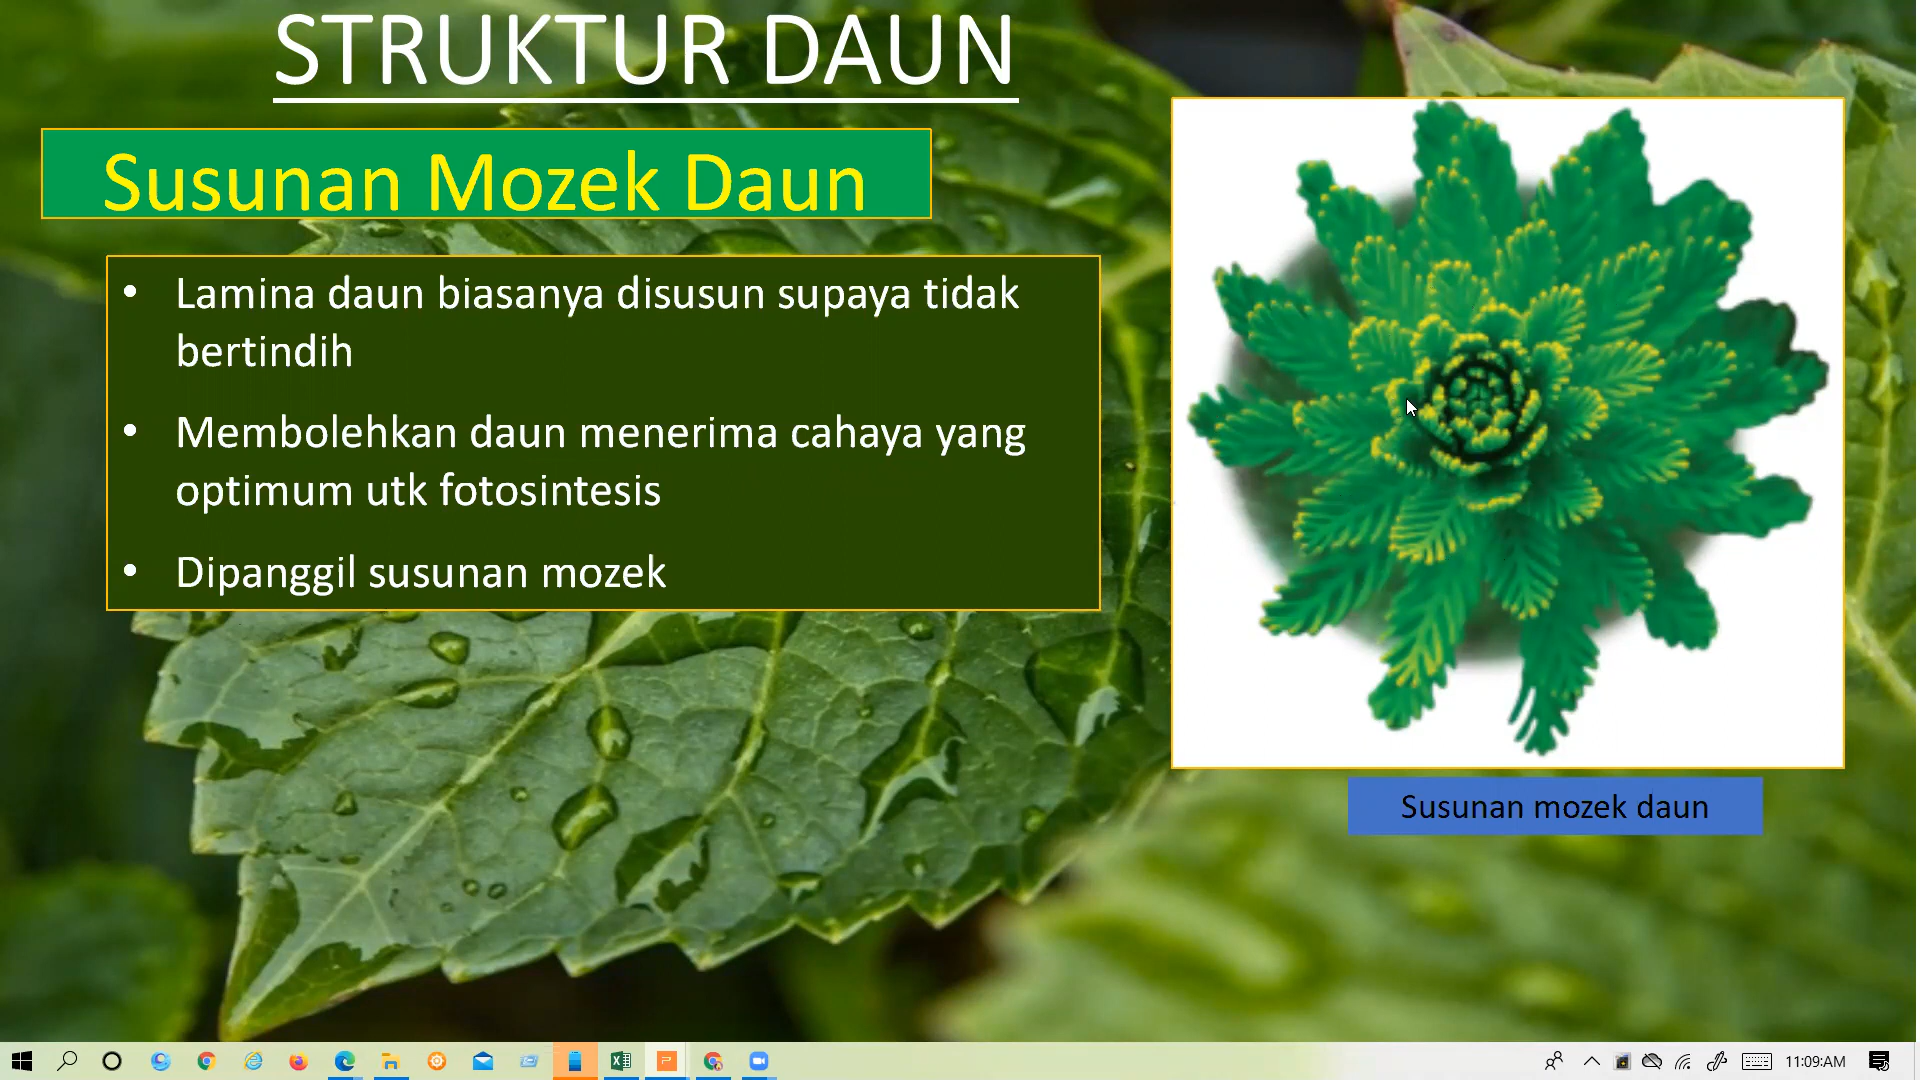 STRUKTUR DAUN
Susunan Mozek Daun
• Lamina daun biasanya disusun supaya tidak
bertindih
• Membolehkan daun menerima cahaya yang
optimum utk fotosintesis
• Dipanggil susunan mozek
Susunan mozek daun
11:09:AM